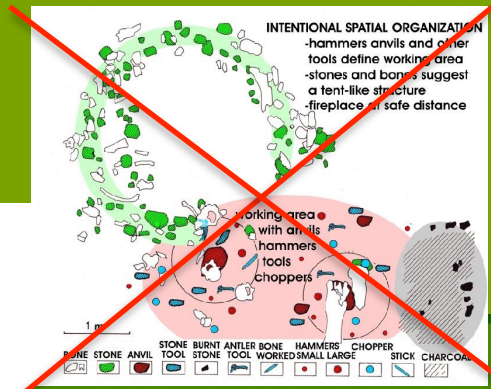 INTENTIONAL SPATIAL ORGANIZATION
-hammers anvils and other
tools define working area
-stones and bones suggest
a tent-like structure
-fireplace at safe distance
working area
with anvils
hammers
tools
choppers
1 m
BONE STONE ANVIL STONE TOOL BURNT STONE ANTLER TOOL BONE WORKED HAMMERS SMALL LARGE CHOPPER STICK CHARCOAL